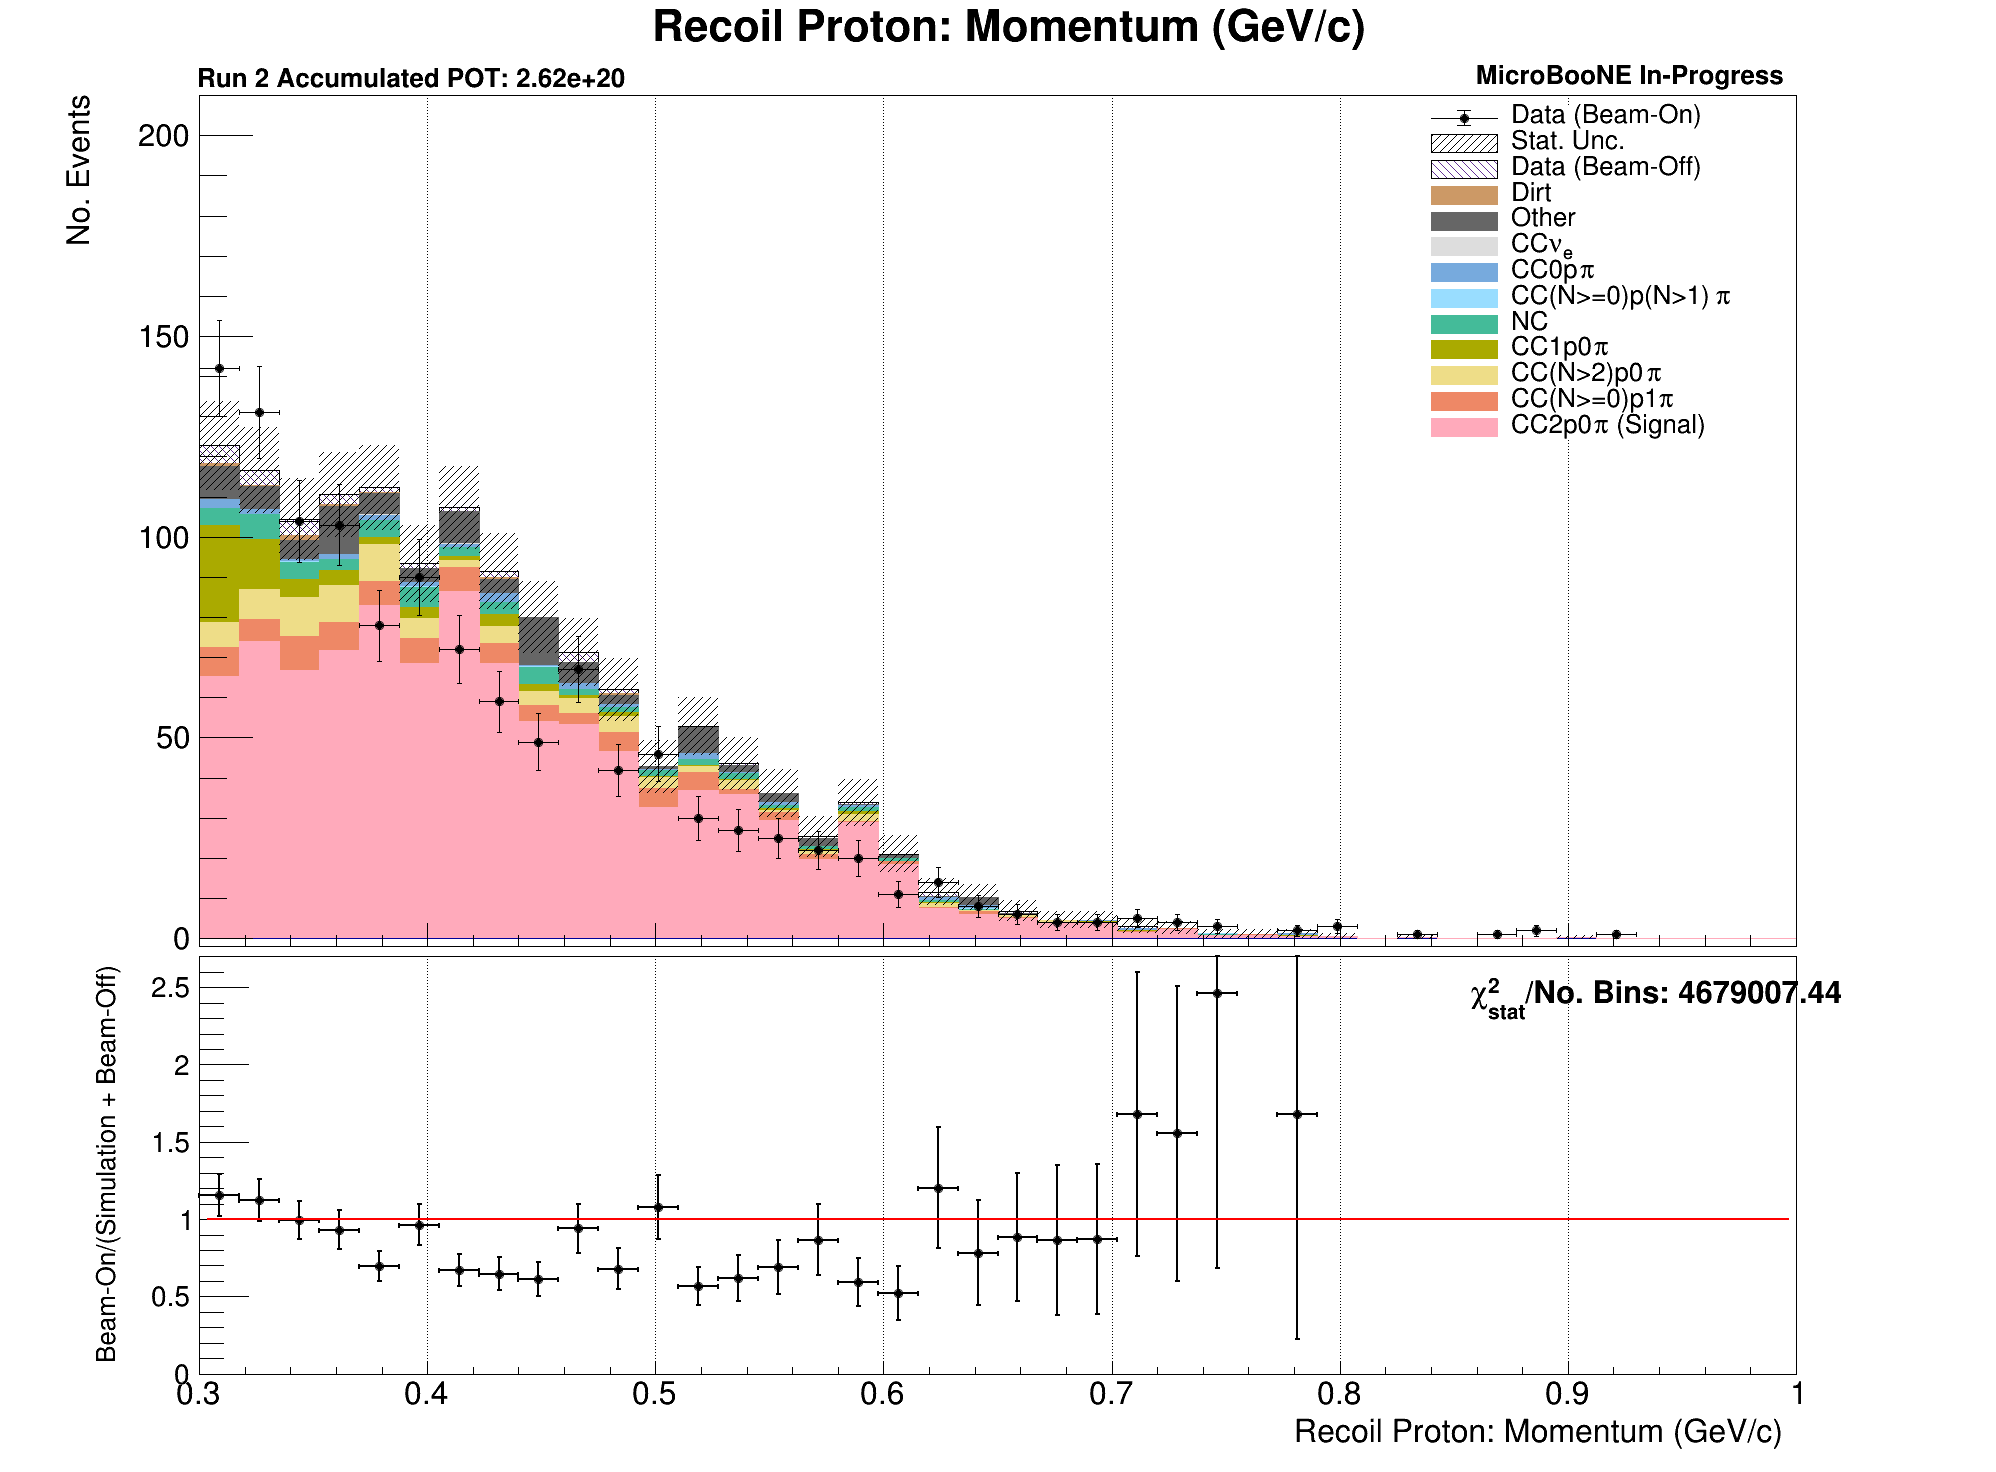 Recoil Proton: Momentum (GeV/c)
Run 2 Accumulated POT: 2.62e+20
MicroBooNE In-Progress
No. Events
200
150
100
50
0
Data (Beam-On)
Stat. Unc.
Data (Beam-Off)
Dirt
Other
CCνe
CC0pπ
CC(N>=0)p(N>1) π
NC
CC1p0π
CC(N>2)p0π
CC(N>=0)p1π
CC2p0π (Signal)
Beam-On/(Simulation + Beam-Off)
2.5
2
1.5
1
0.5
0
χ²stat/No. Bins: 4679007.44
0.3 0.4 0.5 0.6 0.7 0.8 0.9 1
Recoil Proton: Momentum (GeV/c)